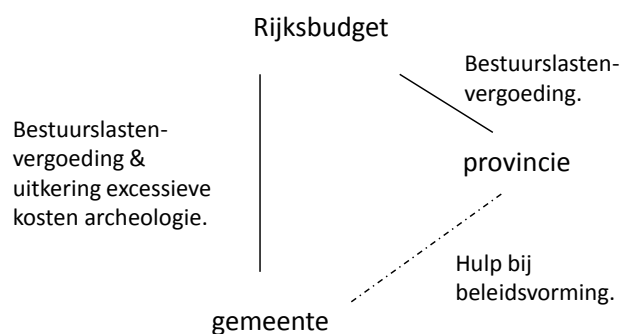 Rijksbudget
Bestuurslasten-
vergoeding.
Bestuurslasten-
vergoeding &
uitkering excessieve
kosten archeologie.
provincie
Hulp bij
beleidsvorming.
gemeente